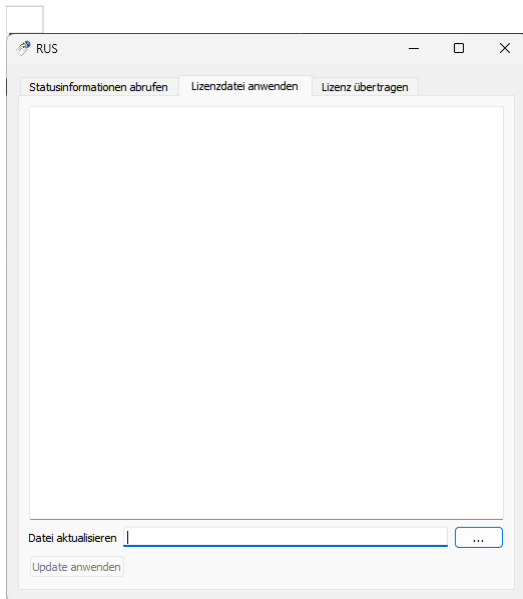 RUS
Statusinformationen abrufen Lizenzdatei anwenden Lizenz übertragen
Datei aktualisieren ...
Update anwenden